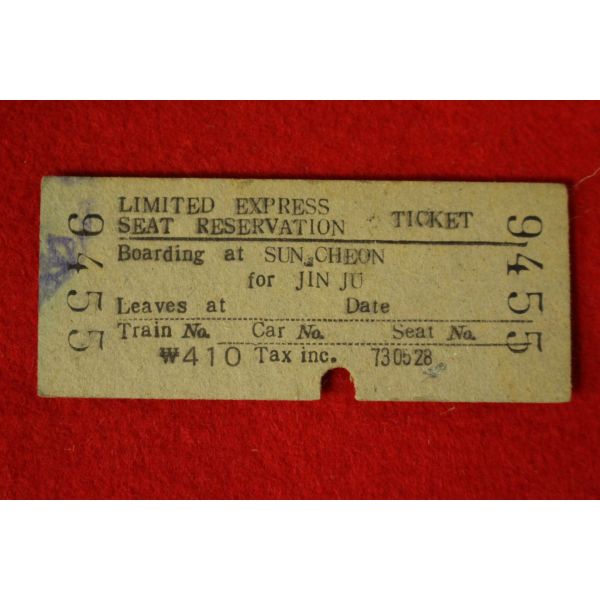 LIMITED EXPRESS
SEAT RESERVATION TICKET
Boarding at SUN CHEON
for JIN JU
Leaves at Date
Train No. Car No. Seat No.
₩410 Tax inc. 730528
9455
9455